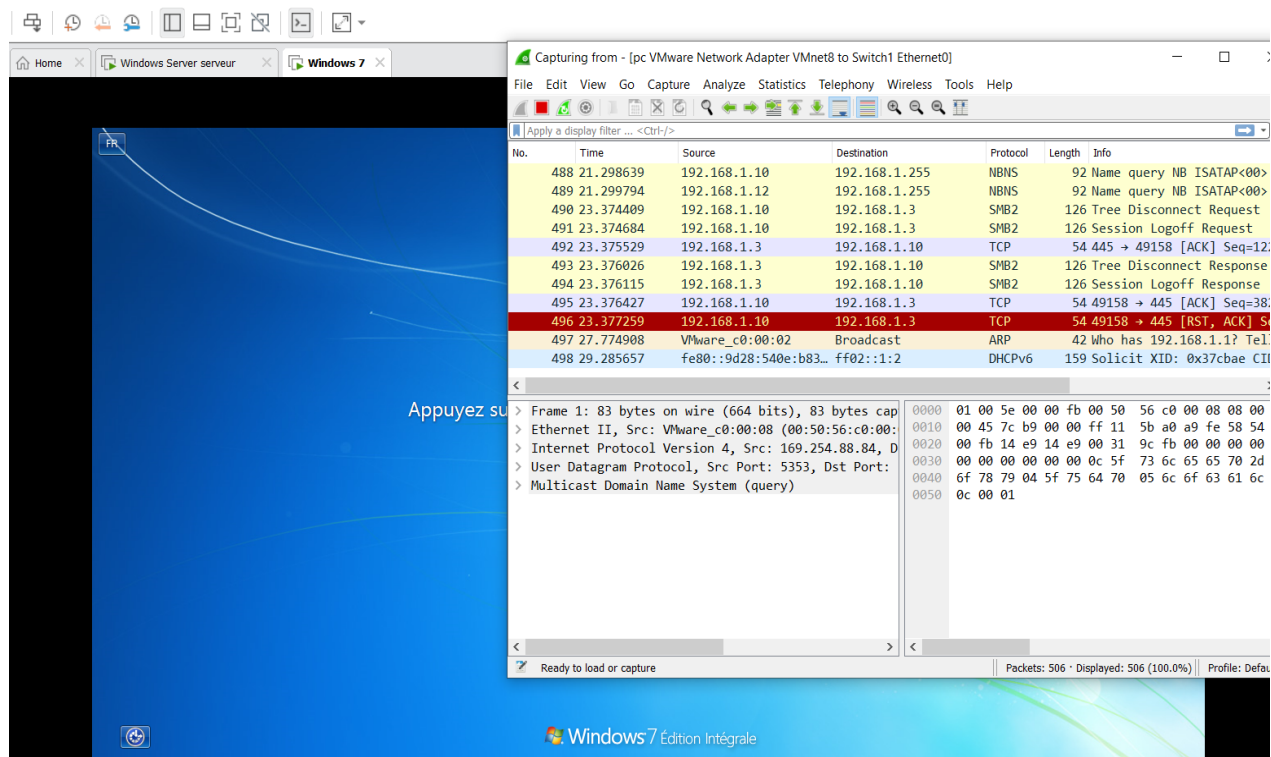 Home
Windows Server serveur
Windows 7
Capturing from - [pc VMware Network Adapter VMnet8 to Switch1 Ethernet0]
File Edit View Go Capture Analyze Statistics Telephony Wireless Tools Help
Apply a display filter ... <Ctrl-/>
No. Time Source Destination Protocol Length Info
488 21.298639 192.168.1.10 192.168.1.255 NBNS 92 Name query NB ISATAP<00>
489 21.299794 192.168.1.12 192.168.1.255 NBNS 92 Name query NB ISATAP<00>
490 23.374409 192.168.1.10 192.168.1.3 SMB2 126 Tree Disconnect Request
491 23.374684 192.168.1.10 192.168.1.3 SMB2 126 Session Logoff Request
492 23.375529 192.168.1.3 192.168.1.10 TCP 54 445 → 49158 [ACK] Seq=122
493 23.376026 192.168.1.3 192.168.1.10 SMB2 126 Tree Disconnect Response
494 23.376115 192.168.1.3 192.168.1.10 SMB2 126 Session Logoff Response
495 23.376427 192.168.1.10 192.168.1.3 TCP 54 49158 → 445 [ACK] Seq=382
496 23.377259 192.168.1.10 192.168.1.3 TCP 54 49158 → 445 [RST, ACK] S
497 27.774908 VMware_c0:00:02 Broadcast ARP 42 Who has 192.168.1.1? Tel
498 29.285657 fe80::9d28:540e:b83… ff02::1:2 DHCPv6 159 Solicit XID: 0x37cbae CI
Frame 1: 83 bytes on wire (664 bits), 83 bytes cap
Ethernet II, Src: VMware_c0:00:08 (00:50:56:c0:00:
Internet Protocol Version 4, Src: 169.254.88.84, D
User Datagram Protocol, Src Port: 5353, Dst Port:
Multicast Domain Name System (query)
0000 01 00 5e 00 00 fb 00 50 56 c0 00 08 08 00
0010 00 45 7c b9 00 00 ff 11 5b a0 a9 fe 58 54
0020 00 fb 14 e9 14 e9 00 31 9c fb 00 00 00 00
0030 00 00 00 00 00 00 0c 5f 73 6c 65 65 70 2d
0040 6f 78 79 04 5f 75 64 70 05 6c 6f 63 61 6c
0050 0c 00 01
Ready to load or capture
Packets: 506 · Displayed: 506 (100.0%)
Profile: Defau
FR
Appuyez su
Windows 7 Édition Intégrale